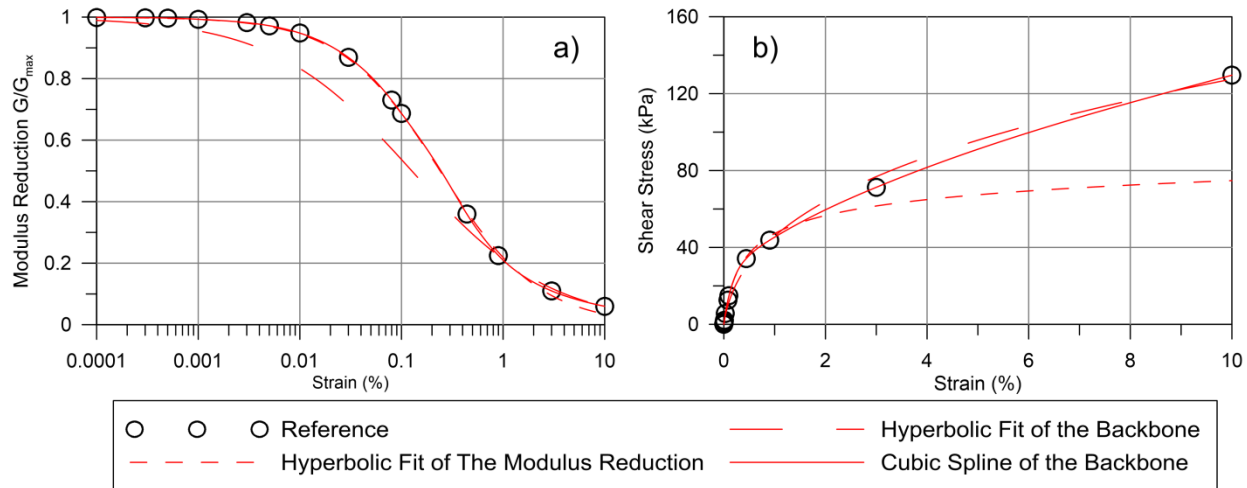 a)
Modulus Reduction G/Gmax
1
0.8
0.6
0.4
0.2
0
0.0001
0.001
0.01
0.1
1
10
Strain (%)
b)
Shear Stress (kPa)
160
120
80
40
0
0
2
4
6
8
10
Strain (%)
Reference
Hyperbolic Fit of the Backbone
Hyperbolic Fit of The Modulus Reduction
Cubic Spline of the Backbone